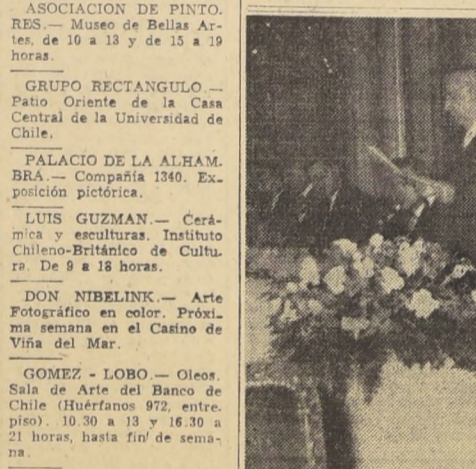 ASOCIACION DE PINTO.
RES.— Museo de Bellas Ar-
tes, de 10 a 13 y de 15 a 19
horas.
GRUPO RECTANGULO.—
Patio Oriente de la Casa
Central de la Universidad de
Chile.
PALACIO DE LA ALHAM-
BRA.— Compañía 1340. Ex-
posición pictórica.
LUIS GUZMAN.— Cerá-
mica y esculturas. Instituto
Chileno-Británico de Cultu-
ra. De 9 a 18 horas.
DON NIBELINK.— Arte
Fotográfico en color. Próxi-
ma semana en el Casino de
Viña del Mar.
GOMEZ - LOBO.— Oleos.
Sala de Arte del Banco de
Chile (Huérfanos 972, entre-
piso). 10.30 a 13 y 16.30 a
21 horas, hasta fin de sema-
na.